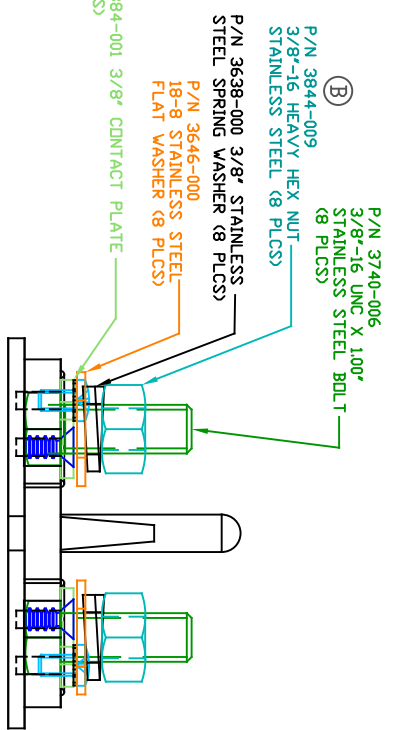 P/N 3740-006
3/8"-16 UNC X 1.00"
STAINLESS STEEL BOLT
(8 PLCS)
B
P/N 3844-009
3/8"-16 HEAVY HEX NUT
STAINLESS STEEL (8 PLCS)
P/N 3638-000 3/8" STAINLESS
STEEL SPRING WASHER (8 PLCS)
P/N 3646-000
18-8 STAINLESS STEEL
FLAT WASHER (8 PLCS)
84-001 3/8" CONTACT PLATE
S)